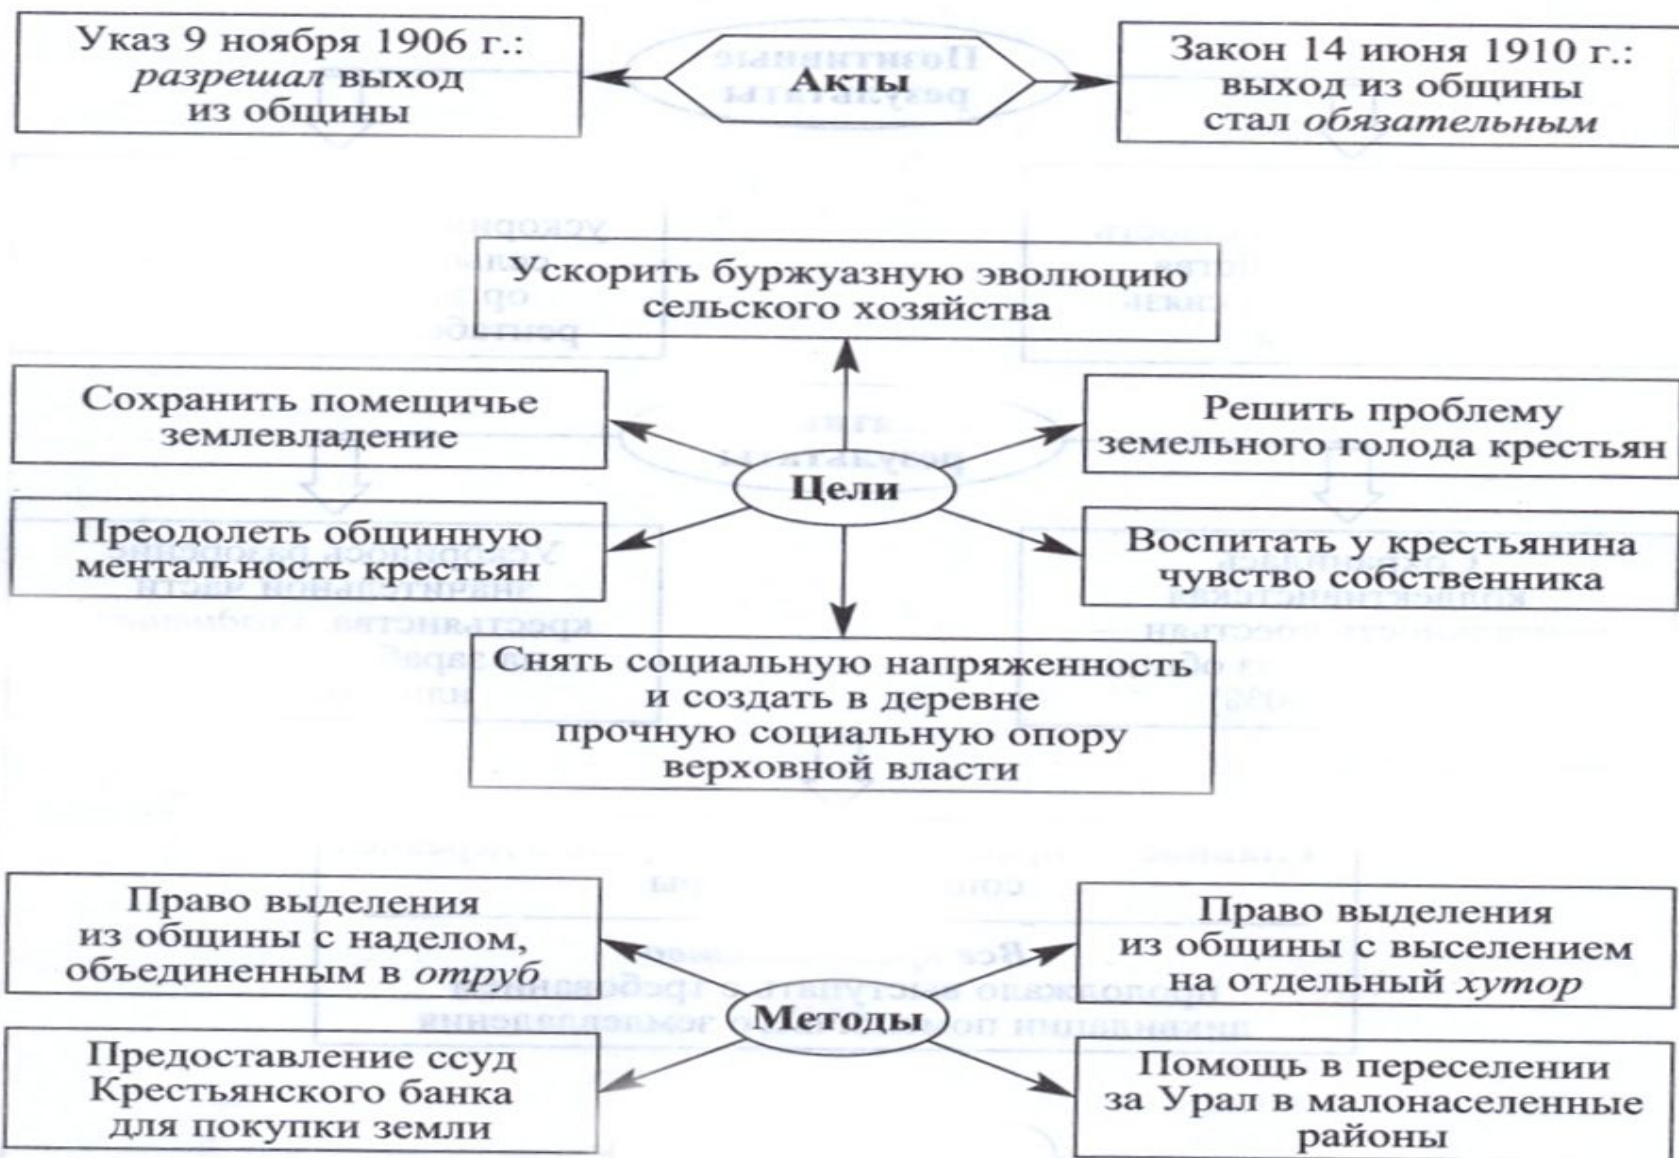 Указ 9 ноября 1906 г.:
разрешал выход
из общины
Акты
Закон 14 июня 1910 г.:
выход из общины
стал обязательным
Ускорить буржуазную эволюцию
сельского хозяйства
Сохранить помещичье
землевладение
Решить проблему
земельного голода крестьян
Цели
Преодолеть общинную
ментальность крестьян
Воспитать у крестьянина
чувство собственника
Снять социальную напряженность
и создать в деревне
прочную социальную опору
верховной власти
Право выделения
из общины с наделом,
объединенным в отруб
Право выделения
из общины с выселением
на отдельный хутор
Методы
Предоставление ссуд
Крестьянского банка
для покупки земли
Помощь в переселении
за Урал в малонаселенные
районы